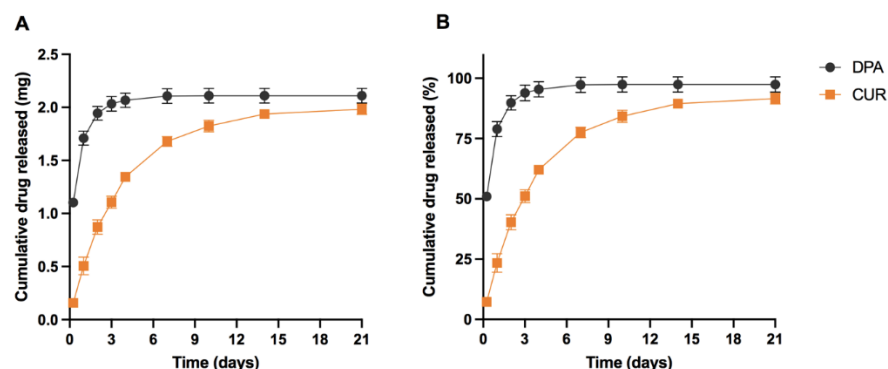 A
Cumulative drug released (mg)
2.5
2.0
1.5
1.0
0.5
0.0
0 3 6 9 12 15 18 21
Time (days)
B
Cumulative drug released (%)
100
75
50
25
0
0 3 6 9 12 15 18 21
Time (days)
DPA
CUR